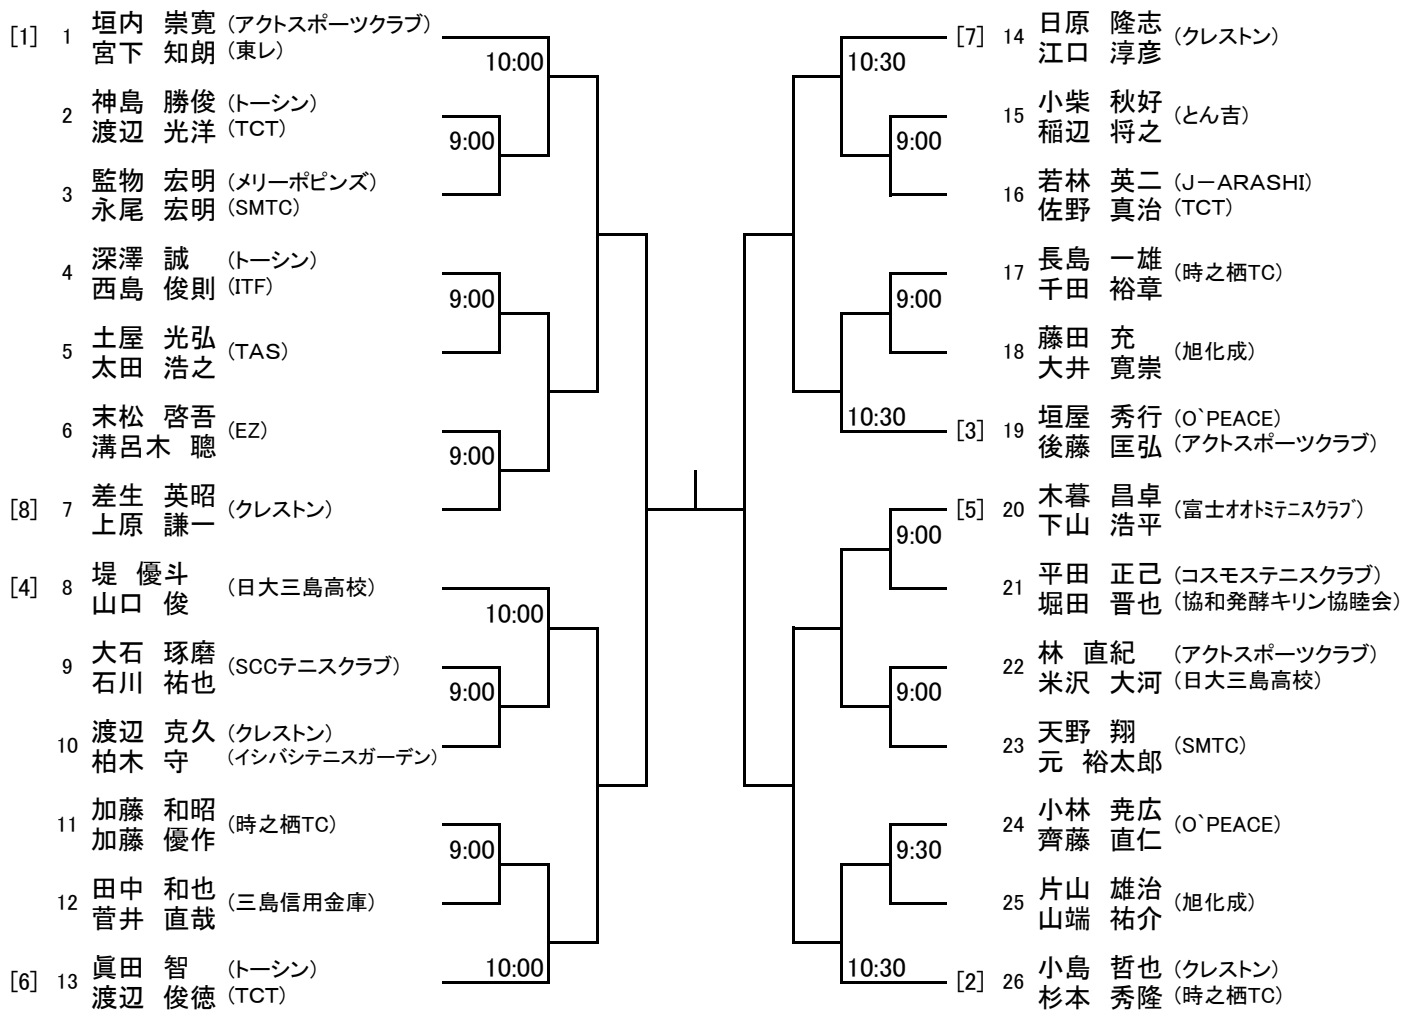 [1] 1 垣内 崇寛 (アクトスポーツクラブ)
宮下 知朗 (東レ)
10:00
2 神島 勝俊 (トーシン)
渡辺 光洋 (TCT)
9:00
3 監物 宏明 (メリーポピンズ)
永尾 宏明 (SMTC)
4 深澤 誠 (トーシン)
西島 俊則 (ITF)
9:00
5 土屋 光弘 (TAS)
太田 浩之
6 末松 啓吾 (EZ)
溝呂木 聰
9:00
[8] 7 差生 英昭 (クレストン)
上原 謙一
[4] 8 堤 優斗 (日大三島高校)
山口 俊
10:00
9 大石 琢磨 (SCCテニスクラブ)
石川 祐也
9:00
10 渡辺 克久 (クレストン)
柏木 守 (イシバシテニスガーデン)
11 加藤 和昭 (時之栖TC)
加藤 優作
9:00
12 田中 和也 (三島信用金庫)
菅井 直哉
10:00
[6] 13 眞田 智 (トーシン)
渡辺 俊徳 (TCT)
[7] 14 日原 隆志 (クレストン)
江口 淳彦
10:30
15 小柴 秋好 (とん吉)
稲辺 将之
9:00
16 若林 英二 (J−ARASHI)
佐野 真治 (TCT)
17 長島 一雄 (時之栖TC)
千田 裕章
9:00
18 藤田 充 (旭化成)
大井 寛崇
10:30
[3] 19 垣屋 秀行 (O`PEACE)
後藤 匡弘 (アクトスポーツクラブ)
[5] 20 木暮 昌卓 (富士オオトミテニスクラブ)
下山 浩平
9:00
21 平田 正己 (コスモステニスクラブ)
堀田 晋也 (協和発酵キリン協睦会)
22 林 直紀 (アクトスポーツクラブ)
米沢 大河 (日大三島高校)
9:00
23 天野 翔 (SMTC)
元 裕太郎
24 小林 尭広 (O`PEACE)
齊藤 直仁
9:30
25 片山 雄治 (旭化成)
山端 祐介
10:30
[2] 26 小島 哲也 (クレストン)
杉本 秀隆 (時之栖TC)